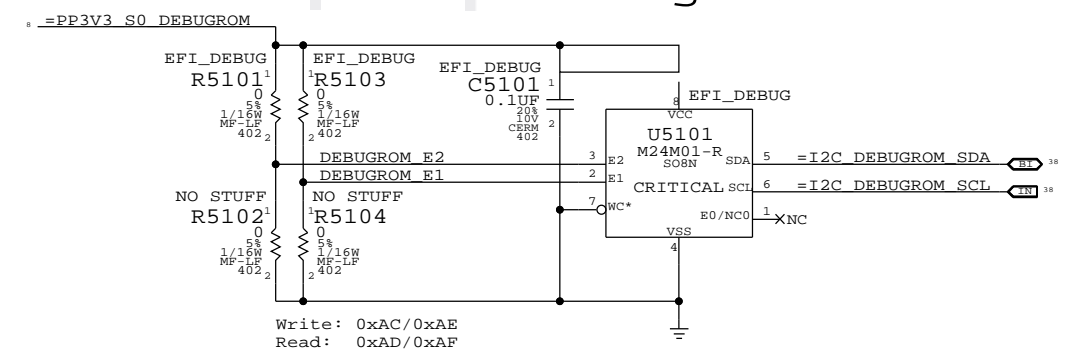 8 =PP3V3_S0_DEBUGROM
EFI_DEBUG
R5101 1
0
5%
1/16W
MF-LF
402 2
EFI_DEBUG
1 R5103
0
5%
1/16W
MF-LF
2 402
EFI_DEBUG
C5101 1
0.1UF
20%
10V
CERM 2
402
EFI_DEBUG
8
VCC
U5101
M24M01-R
SO8N
CRITICAL
DEBUGROM_E2 3 E2
DEBUGROM_E1 2 E1
7 WC*
SDA 5 =I2C_DEBUGROM_SDA BI 38
SCL 6 =I2C_DEBUGROM_SCL IN 38
E0/NC0 1 NC
VSS
4
NO STUFF
R5102 1
0
5%
1/16W
MF-LF
402 2
NO STUFF
1 R5104
0
5%
1/16W
MF-LF
2 402
Write: 0xAC/0xAE
Read: 0xAD/0xAF